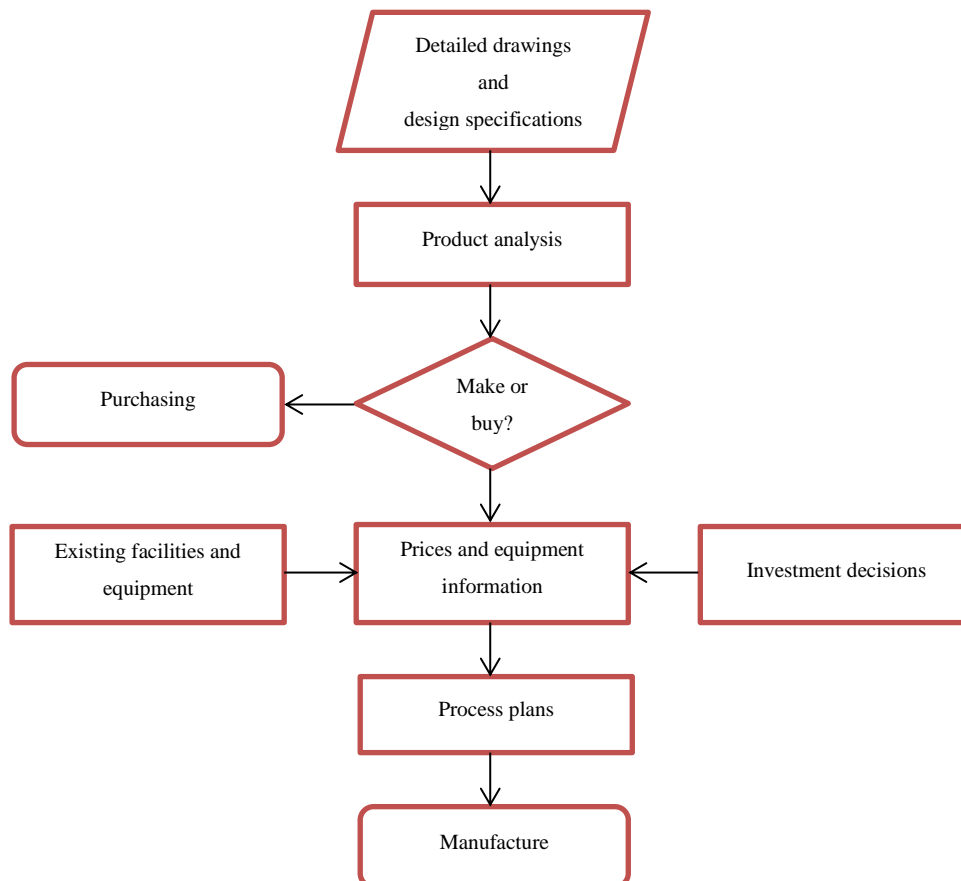 Detailed drawings
and
design specifications
Product analysis
Make or
buy?
Purchasing
Existing facilities and
equipment
Prices and equipment
information
Investment decisions
Process plans
Manufacture